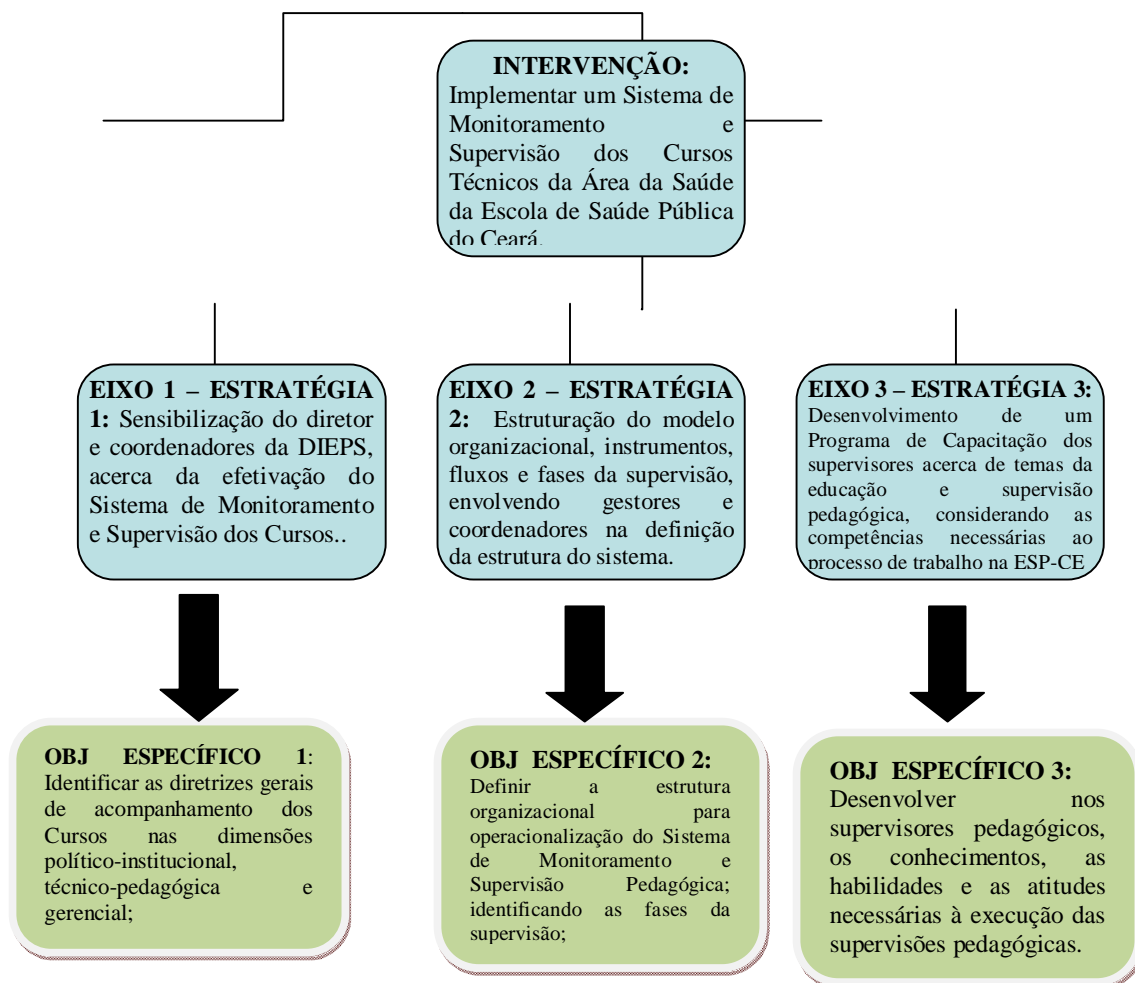 INTERVENÇÃO:
Implementar um Sistema de
Monitoramento e
Supervisão dos Cursos
Técnicos da Área da Saúde
da Escola de Saúde Pública
do Ceará.
EIXO 1 – ESTRATÉGIA
1: Sensibilização do diretor
e coordenadores da DIEPS,
acerca da efetivação do
Sistema de Monitoramento
e Supervisão dos Cursos..
EIXO 2 – ESTRATÉGIA
2: Estruturação do modelo
organizacional, instrumentos,
fluxos e fases da supervisão,
envolvendo gestores e
coordenadores na definição
da estrutura do sistema.
EIXO 3 – ESTRATÉGIA 3:
Desenvolvimento de um
Programa de Capacitação dos
supervisores acerca de temas da
educação e supervisão
pedagógica, considerando as
competências necessárias ao
processo de trabalho na ESP-CE
OBJ ESPECÍFICO 1:
Identificar as diretrizes gerais
de acompanhamento dos
Cursos nas dimensões
político-institucional,
técnico-pedagógica e
gerencial;
OBJ ESPECÍFICO 2:
Definir a estrutura
organizacional para
operacionalização do Sistema
de Monitoramento e
Supervisão Pedagógica;
identificando as fases da
supervisão;
OBJ ESPECÍFICO 3:
Desenvolver nos
supervisores pedagógicos,
os conhecimentos, as
habilidades e as atitudes
necessárias à execução das
supervisões pedagógicas.